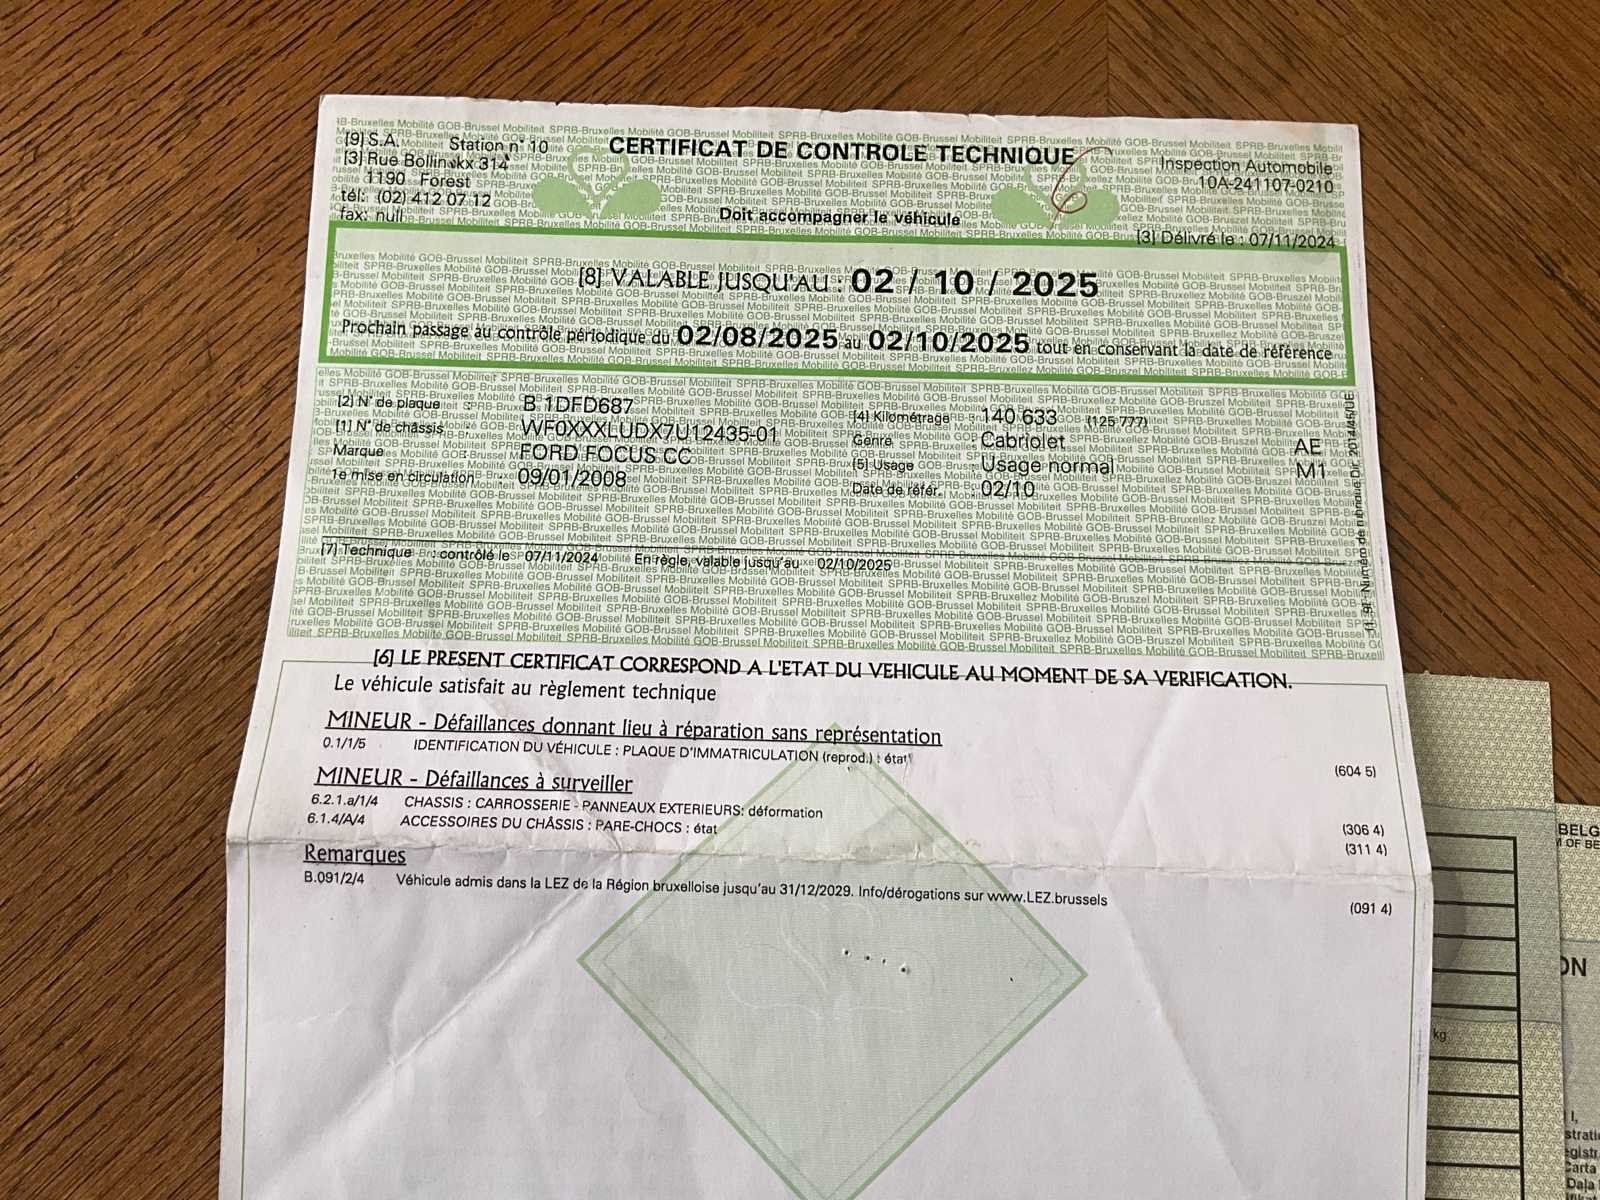 [9] S.A. Station n° 10
[3] Rue Bollinckx 314
1190 Forest
tél: (02) 412 07 12
fax: null
CERTIFICAT DE CONTROLE TECHNIQUE
Doit accompagner le véhicule
6
Inspection Automobile
10A-241107-0210
[3] Délivré le : 07/11/2024
[8] VALABLE JUSQU'AU : 02 / 10 / 2025
Prochain passage au contrôle périodique du 02/08/2025 au 02/10/2025 tout en conservant la date de référence
[2] N° de plaque : B 1DFD687
[1] N° de châssis : WF0XXXLUDX7U12435-01
Marque : FORD FOCUS CC
1e mise en circulation : 09/01/2008
[4] Kilométrage : 140 633 (125 777)
Genre : Cabriolet AE
[5] Usage : Usage normal M1
Date de référ. : 02/10
[7] Technique : contrôlé le 07/11/2024 En règle, valable jusqu'au 02/10/2025
[6] LE PRESENT CERTIFICAT CORRESPOND A L'ETAT DU VEHICULE AU MOMENT DE SA VERIFICATION.
Le véhicule satisfait au règlement technique
MINEUR - Défaillances donnant lieu à réparation sans représentation
0.1/1/5 IDENTIFICATION DU VÉHICULE : PLAQUE D'IMMATRICULATION (reprod.) : état (604 5)
MINEUR - Défaillances à surveiller
6.2.1.a/1/4 CHASSIS : CARROSSERIE - PANNEAUX EXTERIEURS: déformation (306 4)
6.1.4/A/4 ACCESSOIRES DU CHÂSSIS : PARE-CHOCS : état (311 4)
Remarques
B.091/2/4 Véhicule admis dans la LEZ de la Région bruxelloise jusqu'au 31/12/2029. Info/dérogations sur www.LEZ.brussels (091 4)
BELG
OF BE
ON
kg